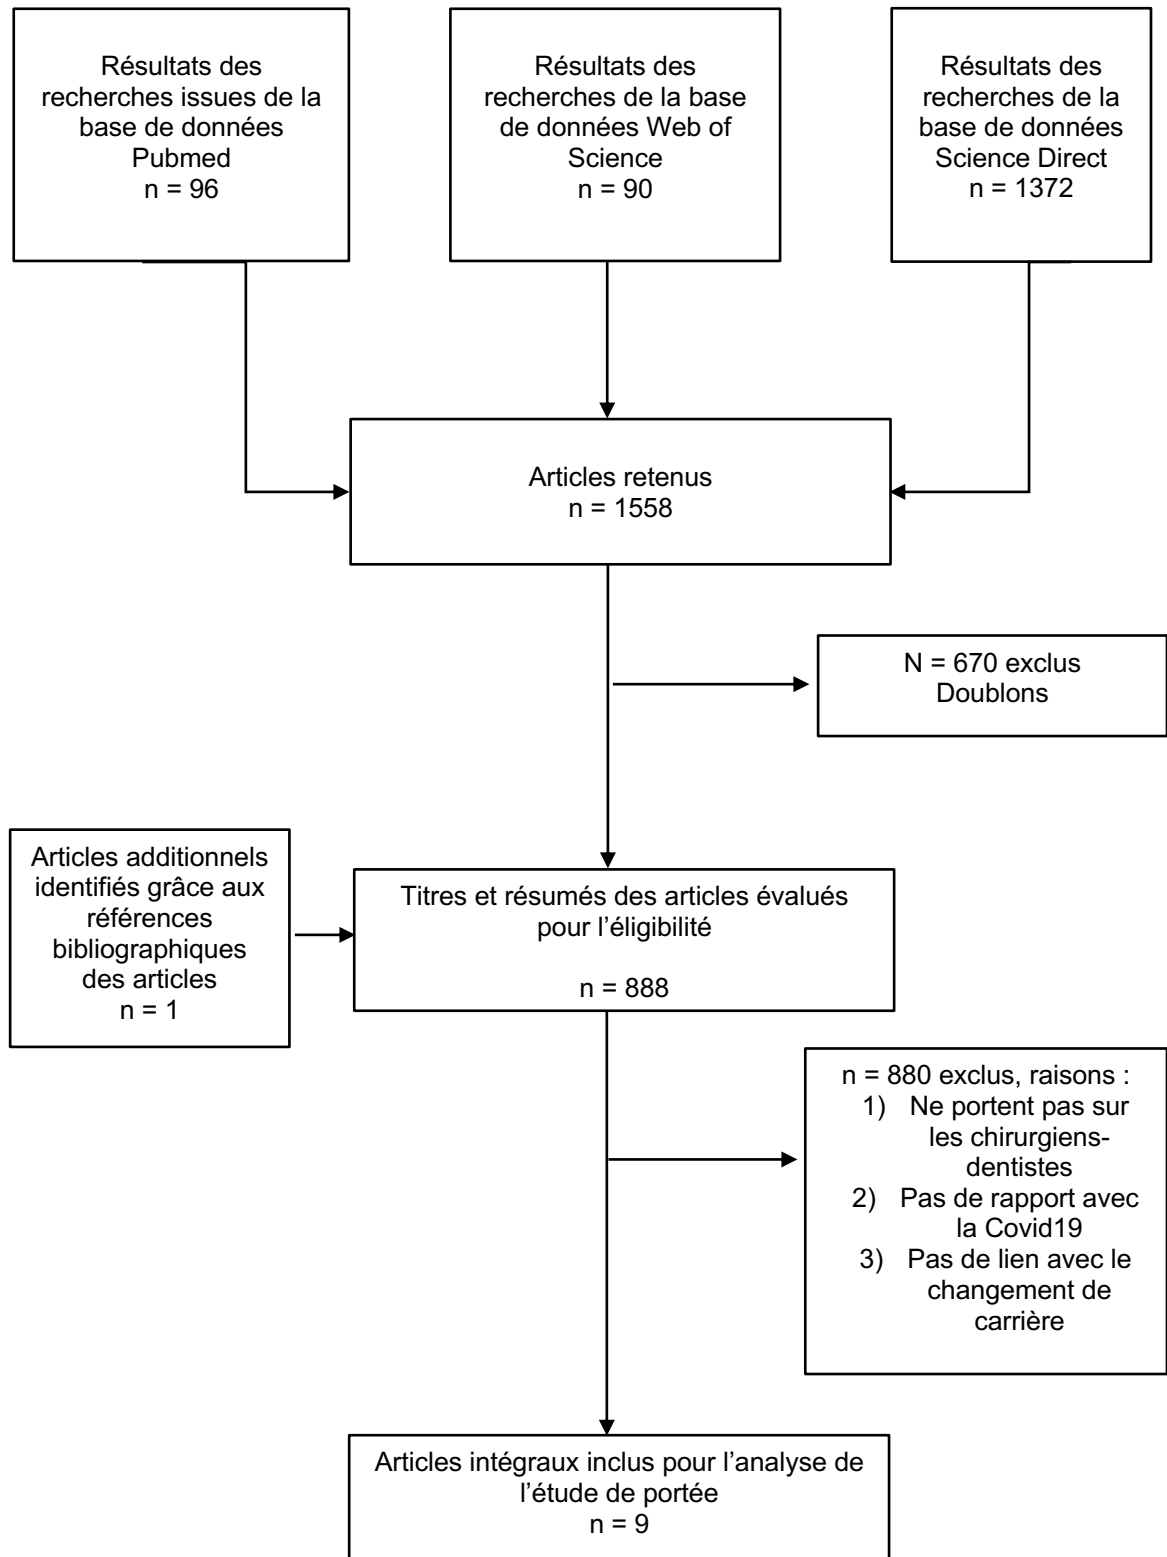 Résultats des
recherches issues de la
base de données
Pubmed
n = 96
Résultats des
recherches de la base
de données Web of
Science
n = 90
Résultats des
recherches de la
base de données
Science Direct
n = 1372
Articles retenus
n = 1558
N = 670 exclus
Doublons
Articles additionnels
identifiés grâce aux
références
bibliographiques
des articles
n = 1
Titres et résumés des articles évalués
pour l’éligibilité
n = 888
n = 880 exclus, raisons :
1) Ne portent pas sur
les chirurgiens-
dentistes
2) Pas de rapport avec
la Covid19
3) Pas de lien avec le
changement de
carrière
Articles intégraux inclus pour l’analyse de
l’étude de portée
n = 9